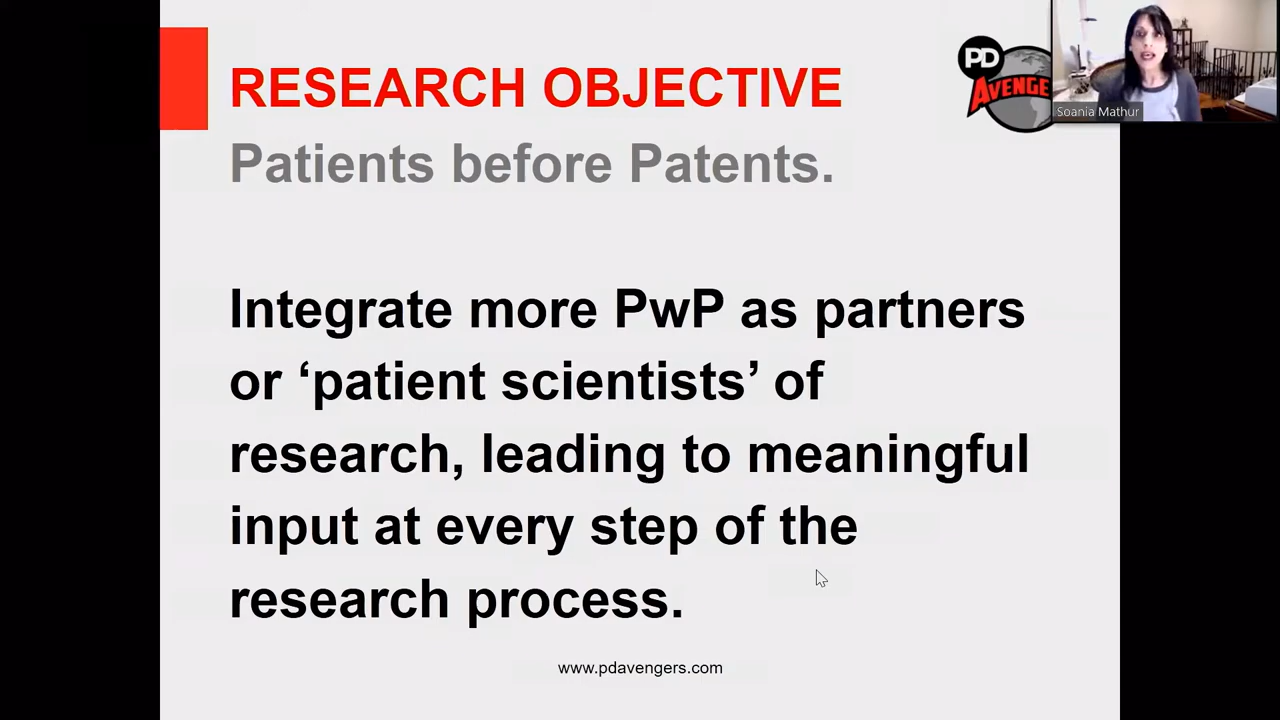 RESEARCH OBJECTIVE
Patients before Patents.
PD
AVENGE
Soania Mathur
Integrate more PwP as partners
or ‘patient scientists’ of
research, leading to meaningful
input at every step of the
research process.
www.pdavengers.com